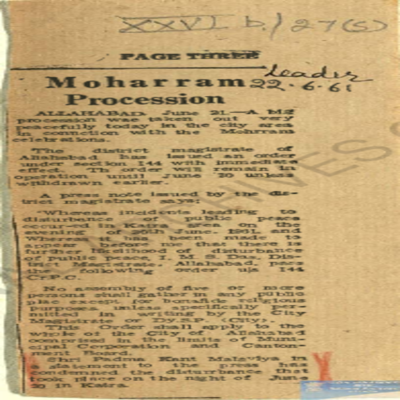 XXVI b/27(5)
PAGE THREE
Leader
22.6.61
Moharram
Procession
ALLAHABAD, June 21.—A big
procession was taken out very
peacefully today in the city area
in connection with the Mohrram
celebrations.
The district magistrate of
Allahabad has issued an order
under section 144 with immediate
effect. Th order will remain in
operation until June 20 unless
withdrawn earlier.
A press note issued by the dis-
trict magistrate says:
"Whereas incidents leading to
disturbance of public peace
occurred in Katra area on the
evening of 20th June, 1961, and
Whereas it has been made to
appear before me that there is
disturbance
of public peace, I, M. S. Das, Dis-
trict Magistrate, Allahabad, pass
the following order u/s 144
Cr.P.C.
No assembly of five or more
persons shall gather in any public
place except for bonafide religious
purposes unless specifically per-
mitted in writing by the City
Magistrate or Dy.S.P. (City).
This Order shall apply to the
whole of the City of Allahabad
comprised in the limits of Muni-
cipal Corporation and Canton-
ment Board.
Shri Padma Kant Malaviya in
a statement to the press has
condemned the disturbance that
took place on the night of June
20 in Katra.